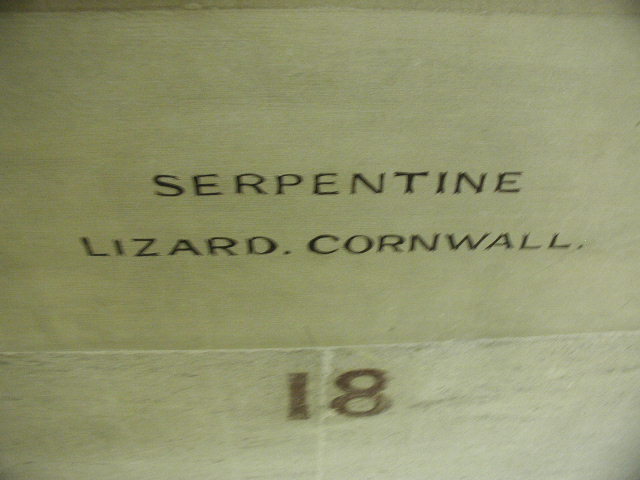 SERPENTINE
LIZARD. CORNWALL.
18